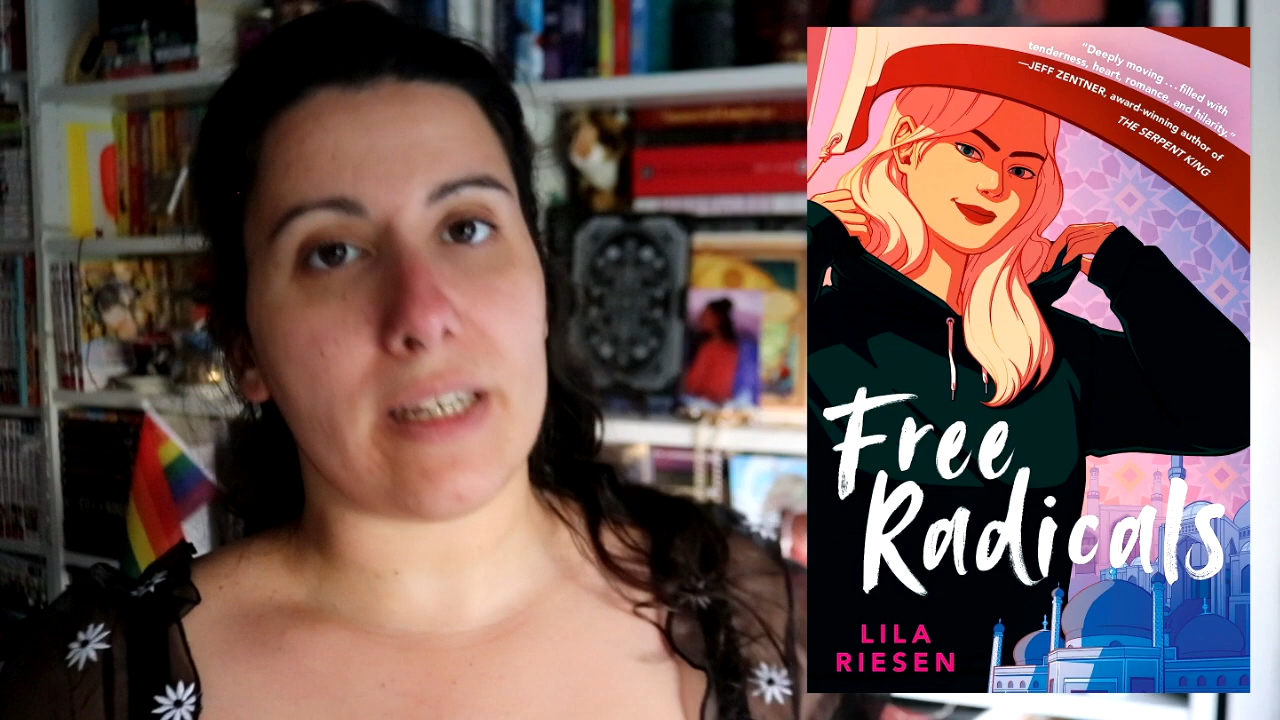 “Deeply moving . . . filled with
tenderness, heart, romance, and hilarity.”
—JEFF ZENTNER, award-winning author of
THE SERPENT KING
Free
Radicals
LILA
RIESEN